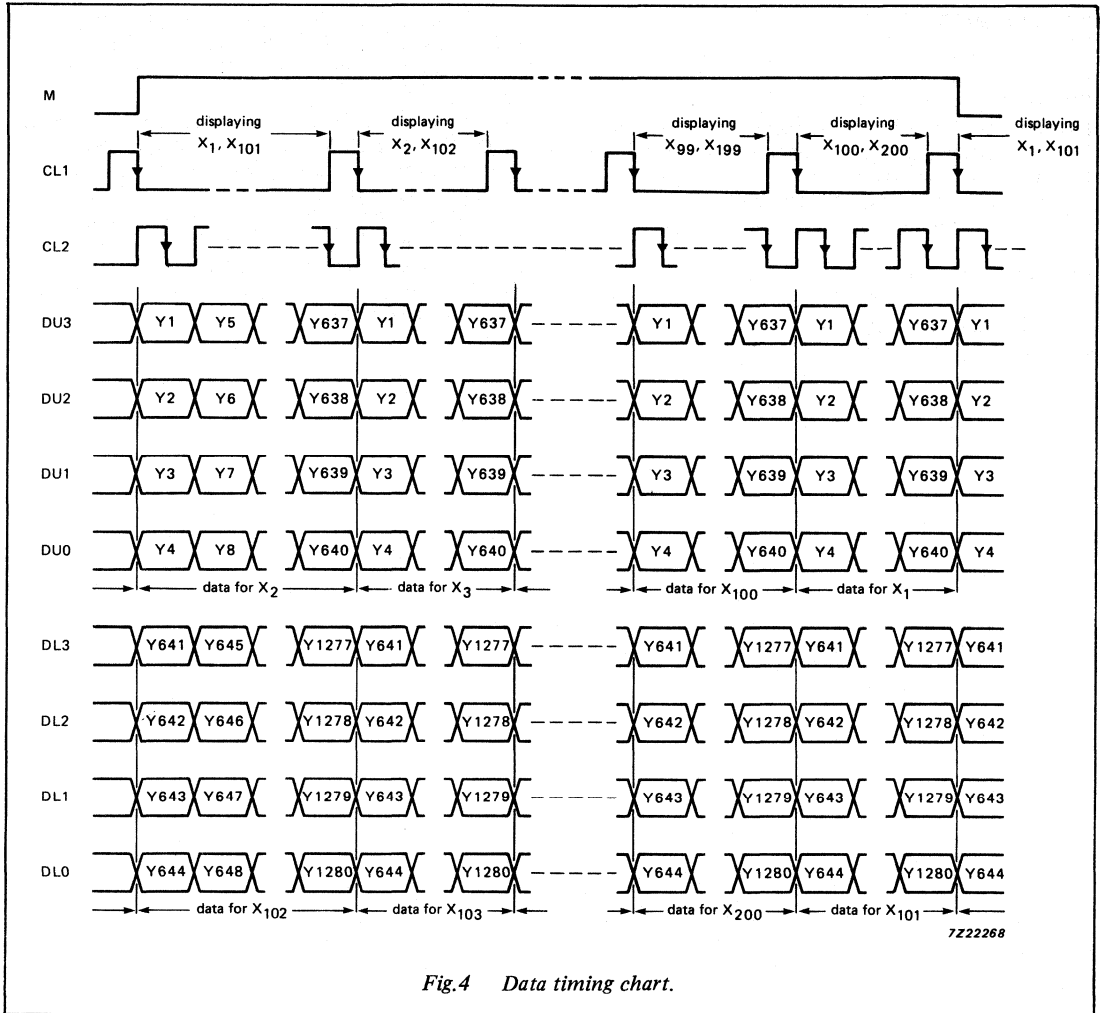 M
displaying X1, X101
displaying X2, X102
displaying X99, X199
displaying X100, X200
displaying X1, X101
CL1
CL2
DU3 Y1 Y5 Y637 Y1 Y637 Y1 Y637 Y1 Y637 Y1
DU2 Y2 Y6 Y638 Y2 Y638 Y2 Y638 Y2 Y638 Y2
DU1 Y3 Y7 Y639 Y3 Y639 Y3 Y639 Y3 Y639 Y3
DU0 Y4 Y8 Y640 Y4 Y640 Y4 Y640 Y4 Y640 Y4
data for X2 data for X3 data for X100 data for X1
DL3 Y641 Y645 Y1277 Y641 Y1277 Y641 Y1277 Y641 Y1277 Y641
DL2 Y642 Y646 Y1278 Y642 Y1278 Y642 Y1278 Y642 Y1278 Y642
DL1 Y643 Y647 Y1279 Y643 Y1279 Y643 Y1279 Y643 Y1279 Y643
DL0 Y644 Y648 Y1280 Y644 Y1280 Y644 Y1280 Y644 Y1280 Y644
data for X102 data for X103 data for X200 data for X101
7Z22268
Fig.4 Data timing chart.